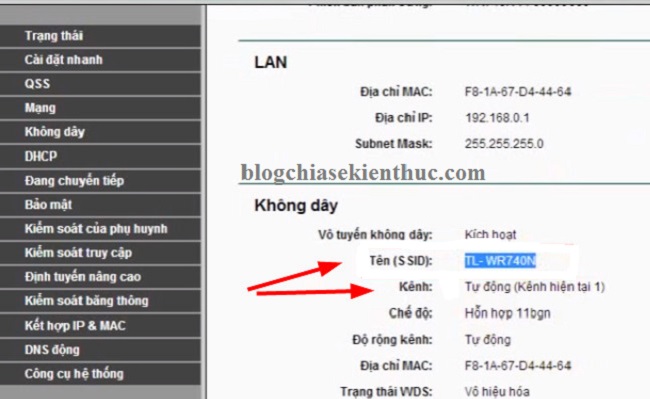 Trạng thái
Cài đặt nhanh
QSS
Mạng
Không dây
DHCP
Đang chuyển tiếp
Bảo mật
Kiểm soát của phụ huynh
Kiểm soát truy cập
Định tuyến nâng cao
Kiểm soát băng thông
Kết hợp IP & MAC
DNS động
Công cụ hệ thống
LAN
Địa chỉ MAC: F8-1A-67-D4-44-64
Địa chỉ IP: 192.168.0.1
Subnet Mask: 255.255.255.0
blogchiasekienthuc.com
Không dây
Vô tuyến không dây: Kích hoạt
Tên (SSID): TL- WR740N
Kênh: Tự động (Kênh hiện tại 1)
Chế độ: Hỗn hợp 11bgn
Độ rộng kênh: Tự động
Địa chỉ MAC: F8-1A-67-D4-44-64
Trạng thái WDS: Vô hiệu hóa